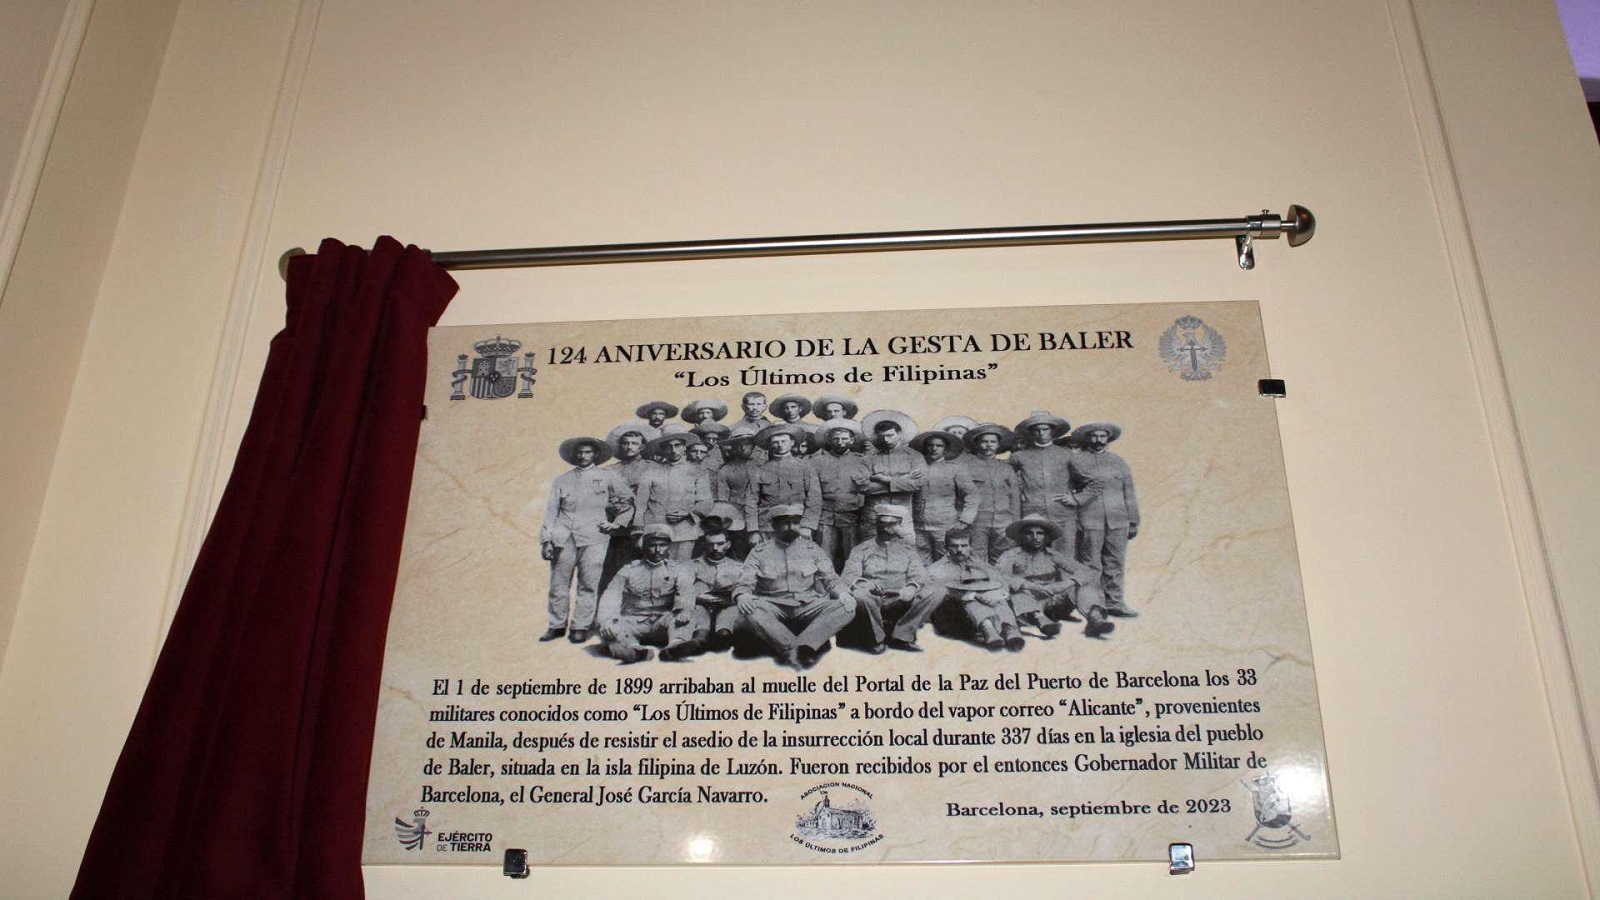 124 ANIVERSARIO DE LA GESTA DE BALER
“Los Últimos de Filipinas”
El 1 de septiembre de 1899 arribaban al muelle del Portal de la Paz del Puerto de Barcelona los 33
militares conocidos como “Los Últimos de Filipinas” a bordo del vapor correo “Alicante”, provenientes
de Manila, después de resistir el asedio de la insurrección local durante 337 días en la iglesia del pueblo
de Baler, situada en la isla filipina de Luzón. Fueron recibidos por el entonces Gobernador Militar de
Barcelona, el General José García Navarro.
ASOCIACION NACIONAL
LOS ÚLTIMOS DE FILIPINAS
Barcelona, septiembre de 2023
EJÉRCITO
DE TIERRA